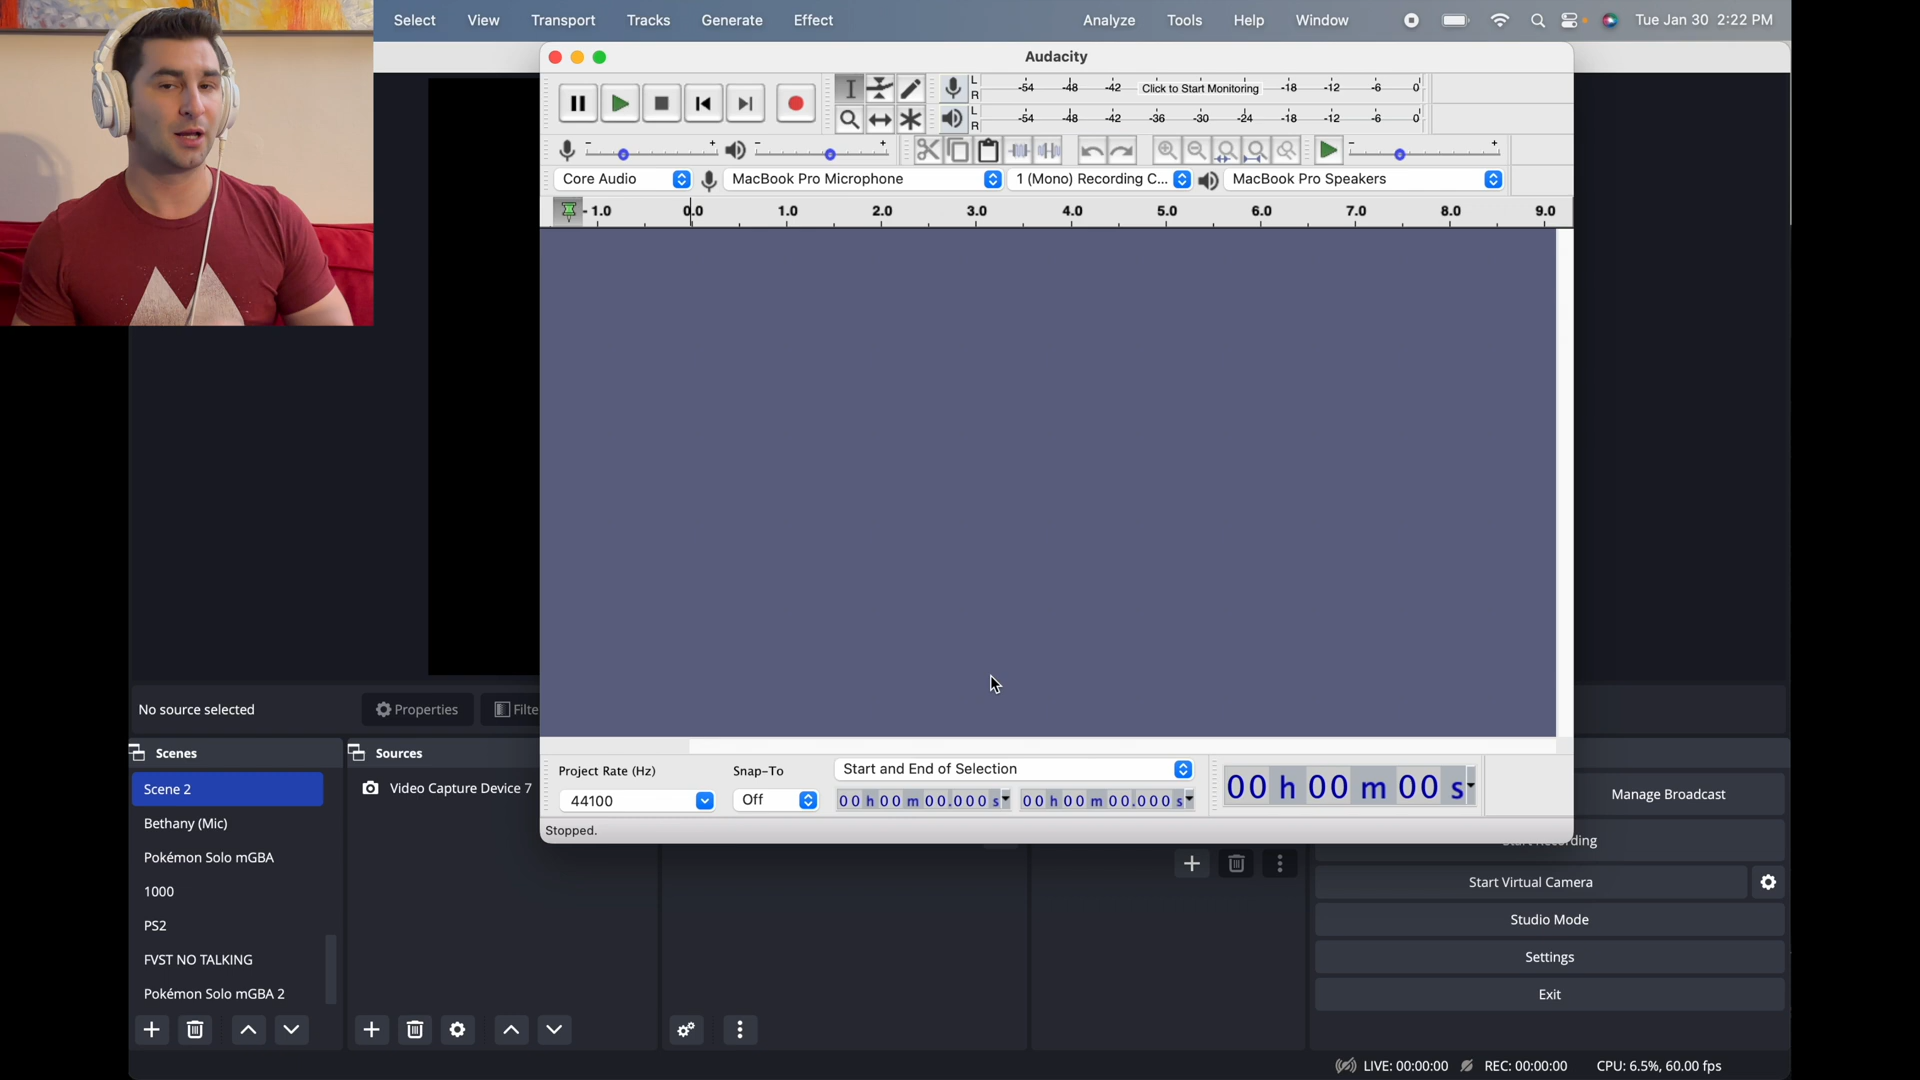 Select View Transport Tracks Generate Effect Analyze Tools Help Window Tue Jan 30 2:22 PM
Audacity
L
R
-54 -48 -42 Click to Start Monitoring -18 -12 -6 0
L
R
-54 -48 -42 -36 -30 -24 -18 -12 -6 0
- + - + - +
Core Audio MacBook Pro Microphone 1 (Mono) Recording C... MacBook Pro Speakers
-1.0 0.0 1.0 2.0 3.0 4.0 5.0 6.0 7.0 8.0 9.0
No source selected Properties Filte
Scenes Sources
Scene 2
Bethany (Mic)
Pokémon Solo mGBA
1000
PS2
FVST NO TALKING
Pokémon Solo mGBA 2
Video Capture Device 7
Project Rate (Hz) Snap-To Start and End of Selection
44100 Off 00 h 00 m 00.000 s 00 h 00 m 00.000 s
00 h 00 m 00 s
Stopped.
Manage Broadcast
Start Recording
Start Virtual Camera
Studio Mode
Settings
Exit
LIVE: 00:00:00 REC: 00:00:00 CPU: 6.5%, 60.00 fps